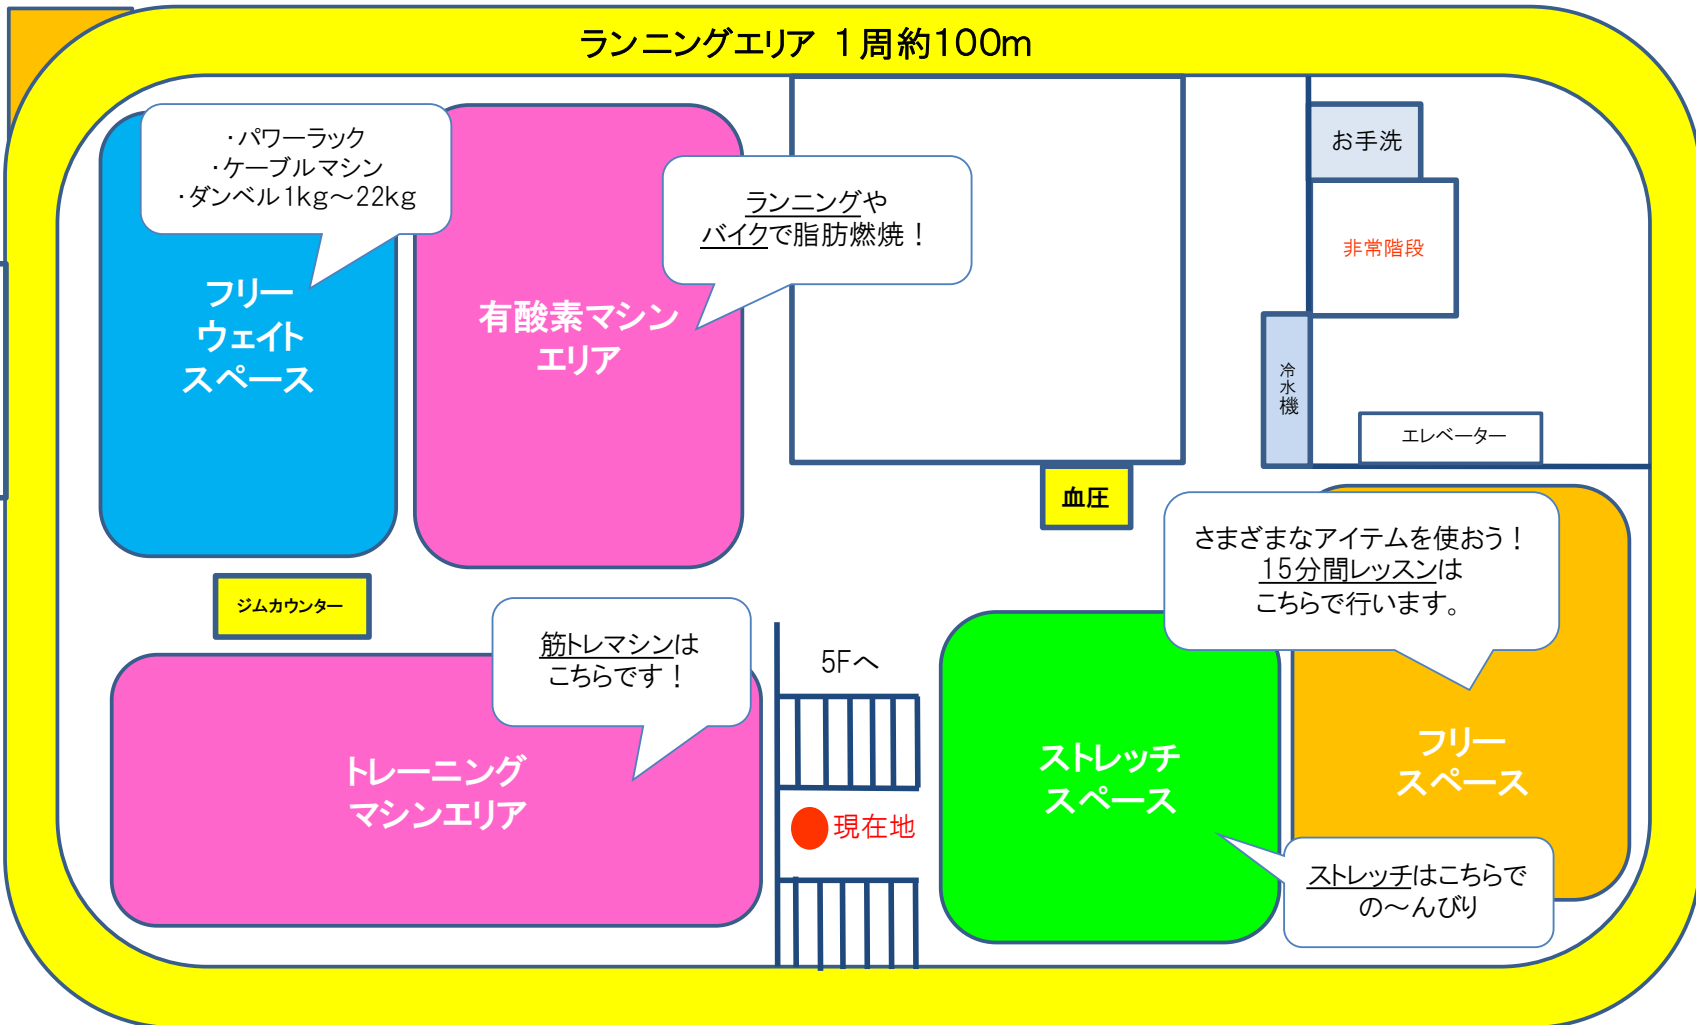 ランニングエリア 1周約100m
・パワーラック
・ケーブルマシン
・ダンベル1kg～22kg
フリー
ウェイト
スペース
有酸素マシン
エリア
ランニングや
バイクで脂肪燃焼！
お手洗
非常階段
冷水機
エレベーター
血圧
ジムカウンター
筋トレマシンは
こちらです！
トレーニング
マシンエリア
5Fへ
現在地
ストレッチ
スペース
さまざまなアイテムを使おう！
15分間レッスンは
こちらで行います。
フリー
スペース
ストレッチはこちらで
の～んびり